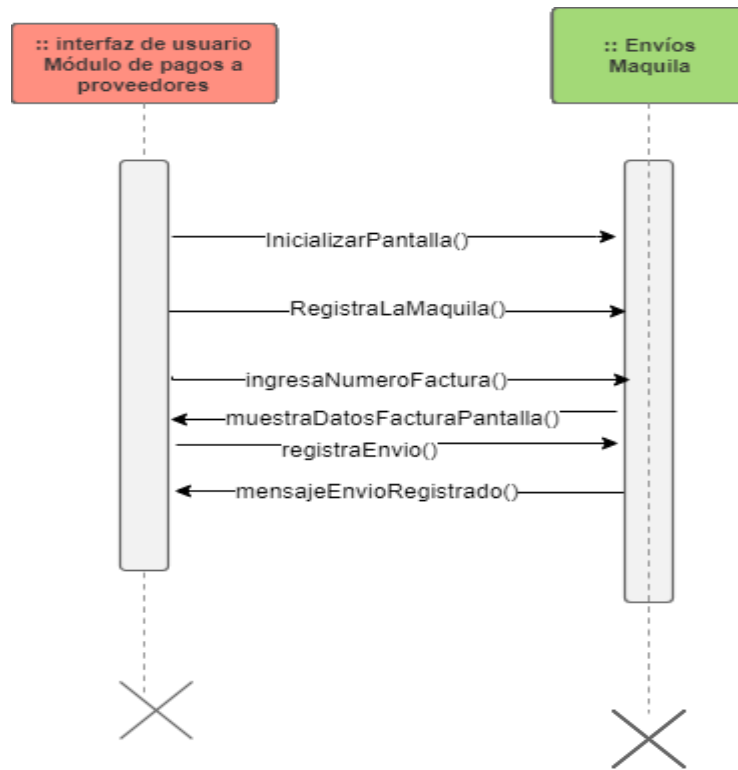 :: interfaz de usuario
Módulo de pagos a
proveedores
:: Envíos
Maquila
InicializarPantalla()
RegistraLaMaquila()
ingresaNumeroFactura()
muestraDatosFacturaPantalla()
registraEnvio()
mensajeEnvioRegistrado()